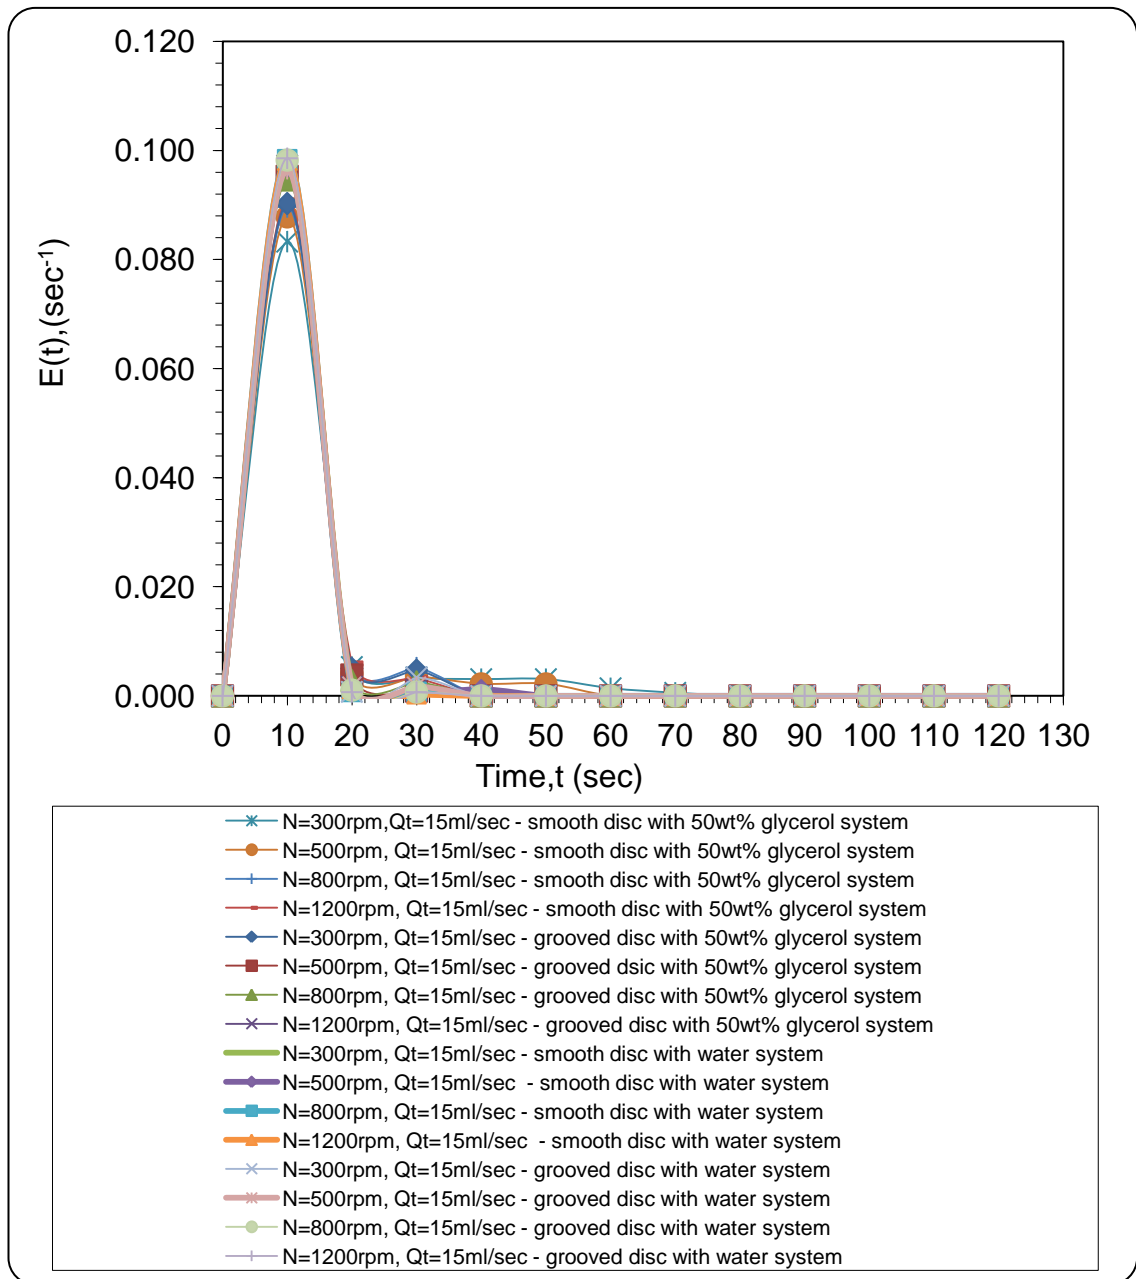 0.120
0.100
0.080
0.060
0.040
0.020
0.000
E(t),(sec-1)
0 10 20 30 40 50 60 70 80 90 100 110 120 130
Time,t (sec)
N=300rpm,Qt=15ml/sec - smooth disc with 50wt% glycerol system
N=500rpm, Qt=15ml/sec - smooth disc with 50wt% glycerol system
N=800rpm, Qt=15ml/sec - smooth disc with 50wt% glycerol system
N=1200rpm, Qt=15ml/sec - smooth disc with 50wt% glycerol system
N=300rpm, Qt=15ml/sec - grooved disc with 50wt% glycerol system
N=500rpm, Qt=15ml/sec - grooved dsic with 50wt% glycerol system
N=800rpm, Qt=15ml/sec - grooved disc with 50wt% glycerol system
N=1200rpm, Qt=15ml/sec - grooved disc with 50wt% glycerol system
N=300rpm, Qt=15ml/sec - smooth disc with water system
N=500rpm, Qt=15ml/sec  - smooth disc with water system
N=800rpm, Qt=15ml/sec - smooth disc with water system
N=1200rpm, Qt=15ml/sec  - smooth disc with water system
N=300rpm, Qt=15ml/sec - grooved disc with water system
N=500rpm, Qt=15ml/sec - grooved disc with water system
N=800rpm, Qt=15ml/sec - grooved disc with water system
N=1200rpm, Qt=15ml/sec - grooved disc with water system